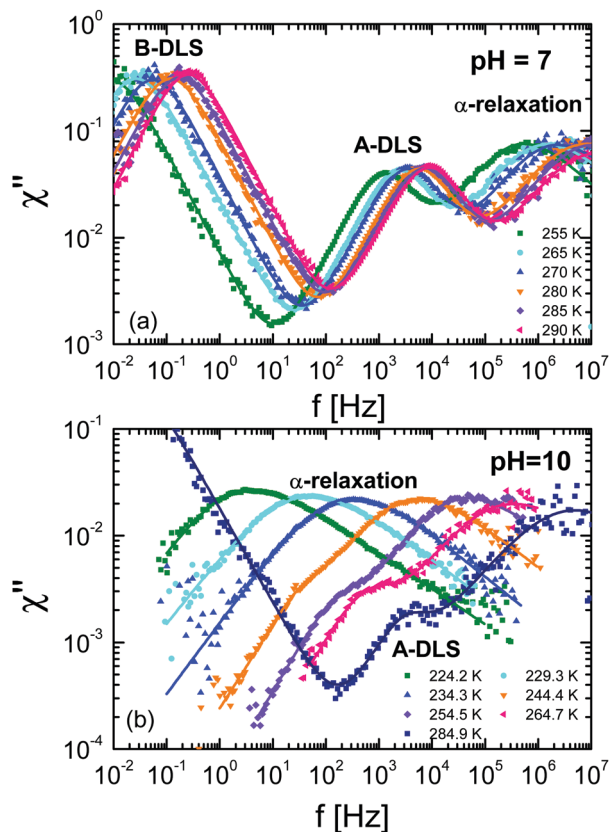 B-DLS
pH = 7
α-relaxation
A-DLS
χ''
10^0
10^-1
10^-2
10^-3
255 K
265 K
270 K
280 K
285 K
290 K
(a)
10^-2 10^-1 10^0 10^1 10^2 10^3 10^4 10^5 10^6 10^7
f [Hz]
pH=10
α-relaxation
χ''
10^-1
10^-2
10^-3
10^-4
A-DLS
224.2 K 229.3 K
234.3 K 244.4 K
254.5 K 264.7 K
284.9 K
(b)
10^-2 10^-1 10^0 10^1 10^2 10^3 10^4 10^5 10^6 10^7
f [Hz]